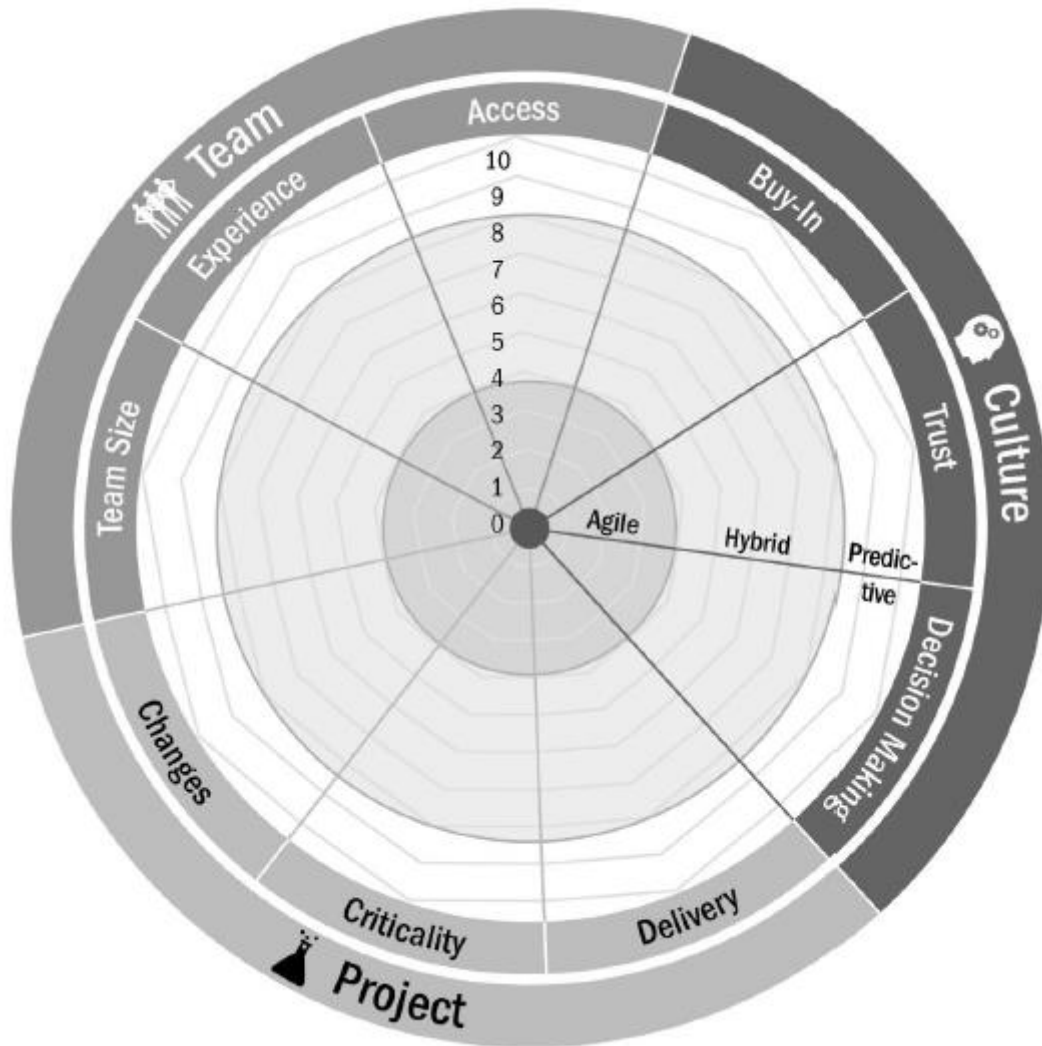 Team
Access
Experience
Team Size
Culture
Buy-In
Trust
Decision Making
10
9
8
7
6
5
4
3
2
1
0
Agile
Hybrid
Predic-
tive
Changes
Criticality
Delivery
Project